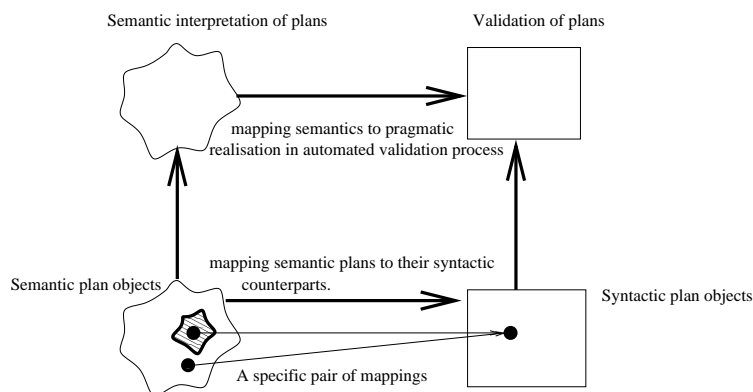 Semantic interpretation of plans
Validation of plans
mapping semantics to pragmatic
realisation in automated validation process
mapping semantic plans to their syntactic
counterparts.
Semantic plan objects
Syntactic plan objects
A specific pair of mappings